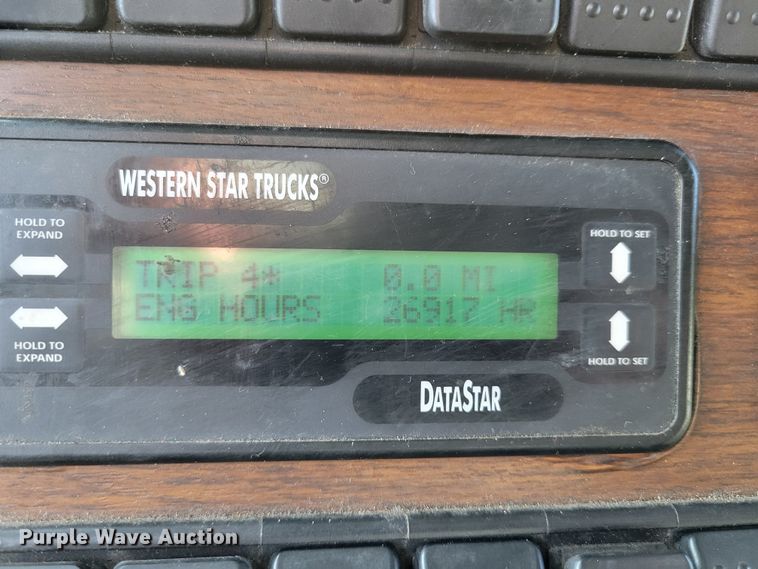 WESTERN STAR TRUCKS®
HOLD TO
EXPAND
HOLD TO SET
TRIP 4* 0.0 MI
ENG HOURS 26917 HR
HOLD TO
EXPAND
HOLD TO SET
DATASTAR
Purple Wave Auction